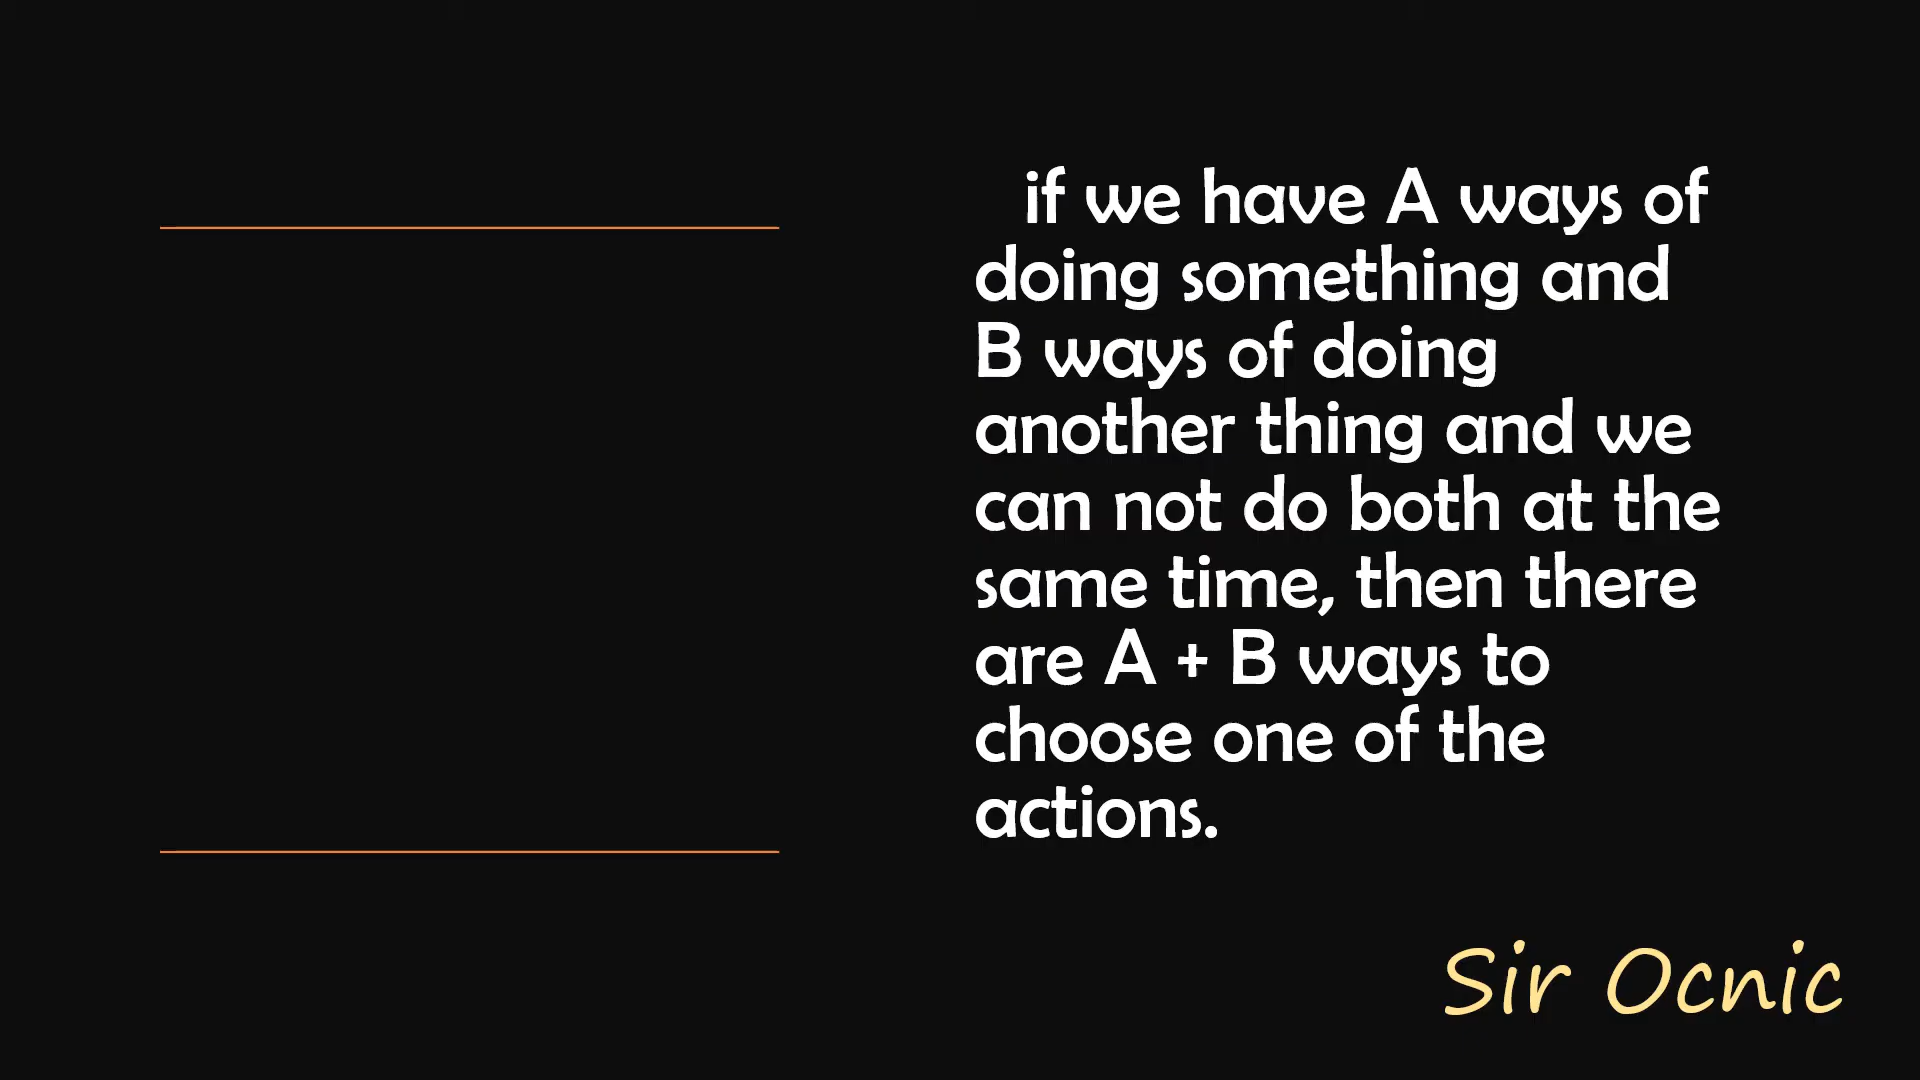 if we have A ways of
doing something and
B ways of doing
another thing and we
can not do both at the
same time, then there
are A + B ways to
choose one of the
actions.
Sir Ocnic